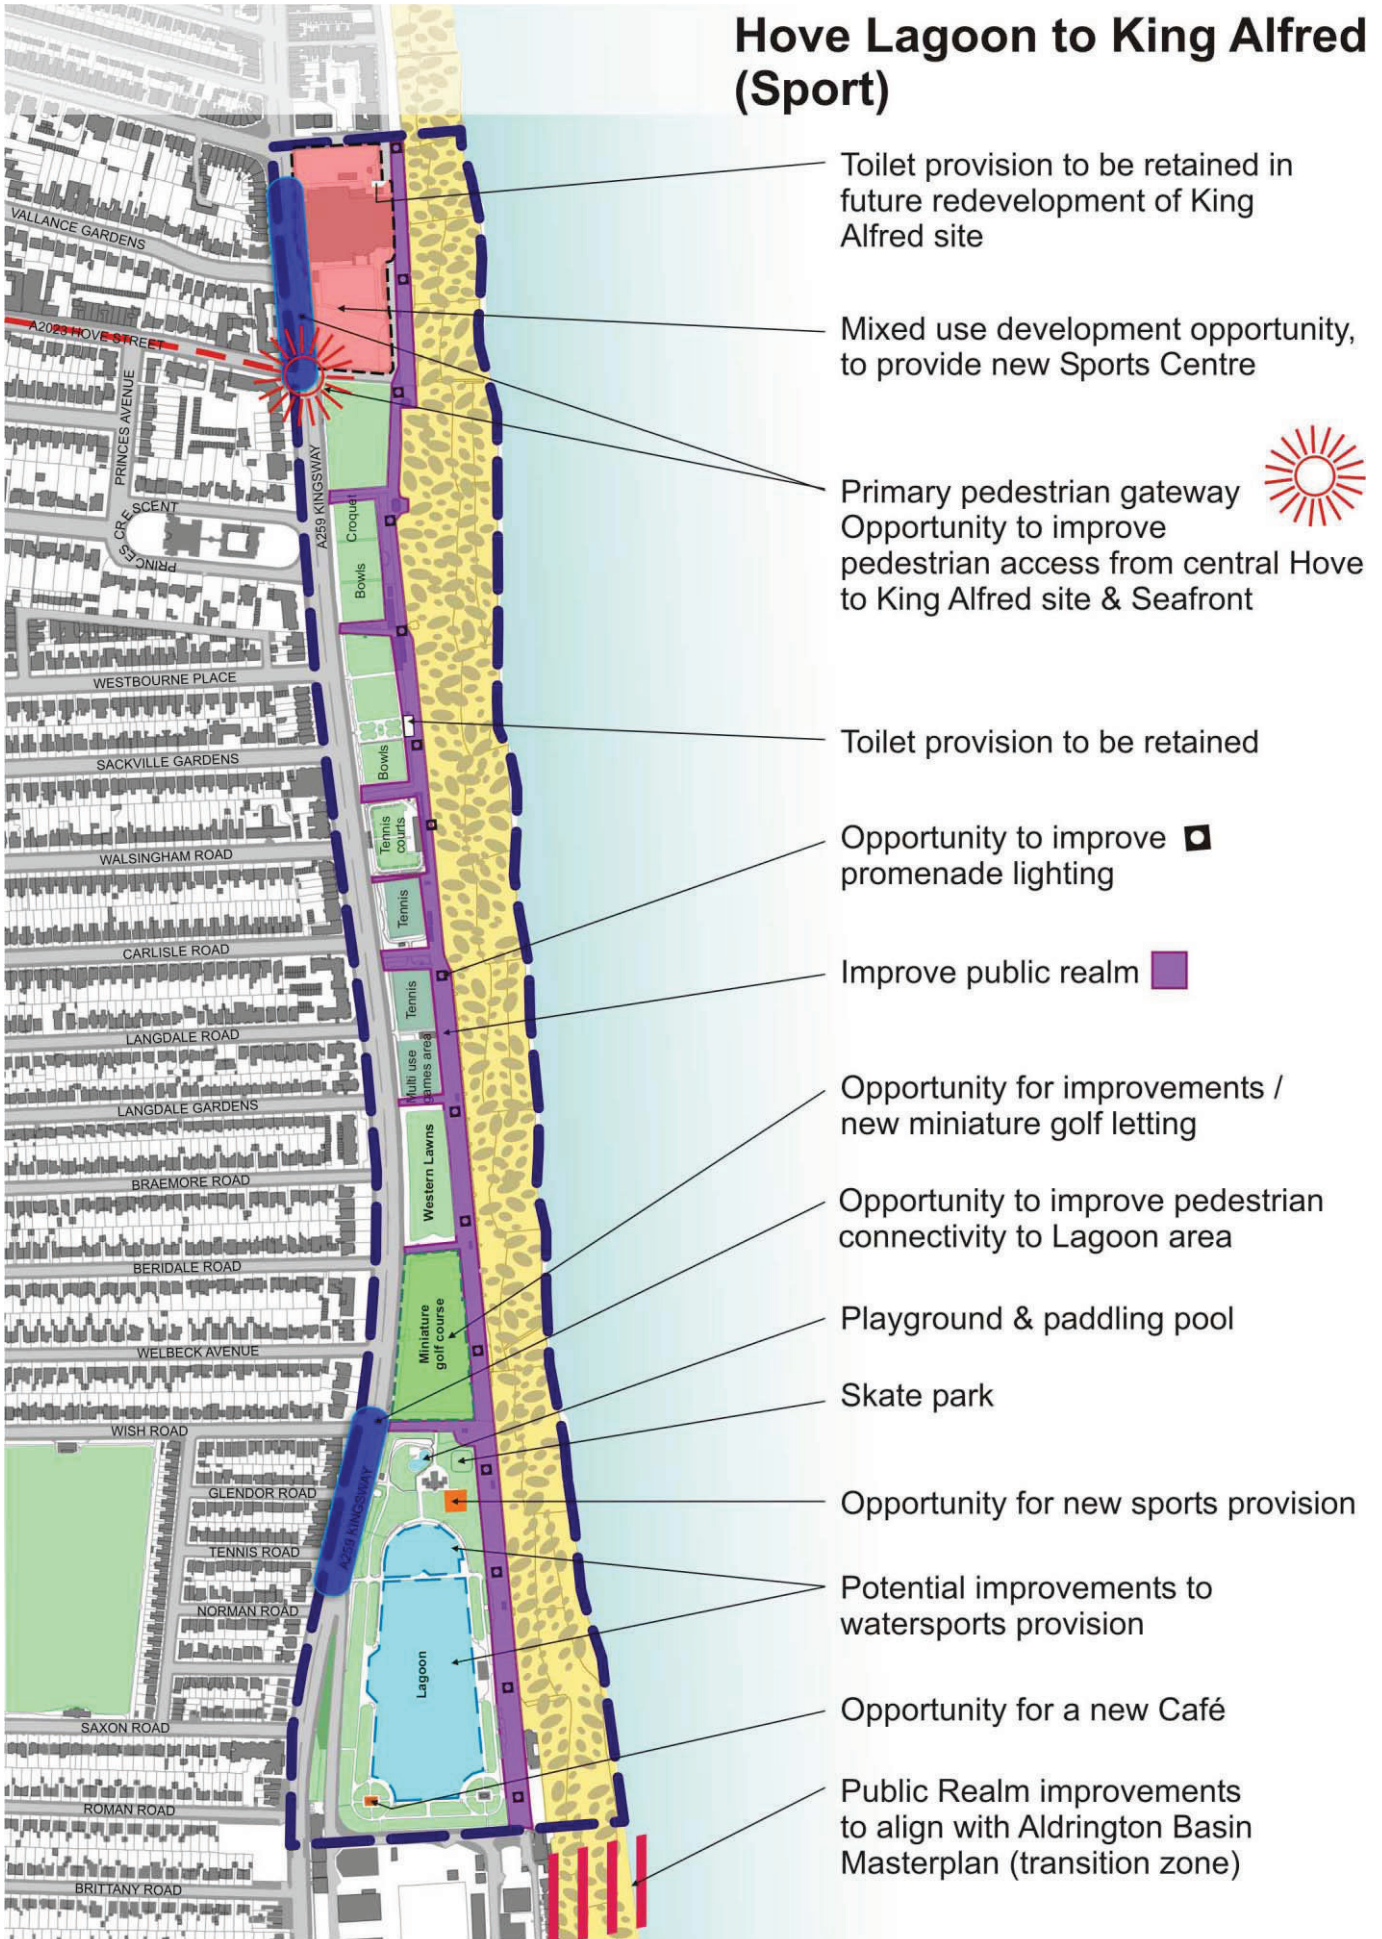 Hove Lagoon to King Alfred
(Sport)
Toilet provision to be retained in
future redevelopment of King
Alfred site
Mixed use development opportunity,
to provide new Sports Centre
Primary pedestrian gateway
Opportunity to improve
pedestrian access from central Hove
to King Alfred site & Seafront
Toilet provision to be retained
Opportunity to improve
promenade lighting
Improve public realm
Opportunity for improvements /
new miniature golf letting
Opportunity to improve pedestrian
connectivity to Lagoon area
Playground & paddling pool
Skate park
Opportunity for new sports provision
Potential improvements to
watersports provision
Opportunity for a new Café
Public Realm improvements
to align with Aldrington Basin
Masterplan (transition zone)
VALLANCE GARDENS
A2023 HOVE STREET
PRINCES AVENUE
A259 KINGSWAY
PRINCES CRESCENT
Croquet
Bowls
WESTBOURNE PLACE
SACKVILLE GARDENS
Bowls
WALSINGHAM ROAD
Tennis
courts
CARLISLE ROAD
Tennis
LANGDALE ROAD
Tennis
Multi use
games area
LANGDALE GARDENS
BRAEMORE ROAD
Western Lawns
BERIDALE ROAD
WELBECK AVENUE
Miniature
golf course
WISH ROAD
GLENDOR ROAD
A259 KINGSWAY
TENNIS ROAD
NORMAN ROAD
Lagoon
SAXON ROAD
ROMAN ROAD
BRITTANY ROAD